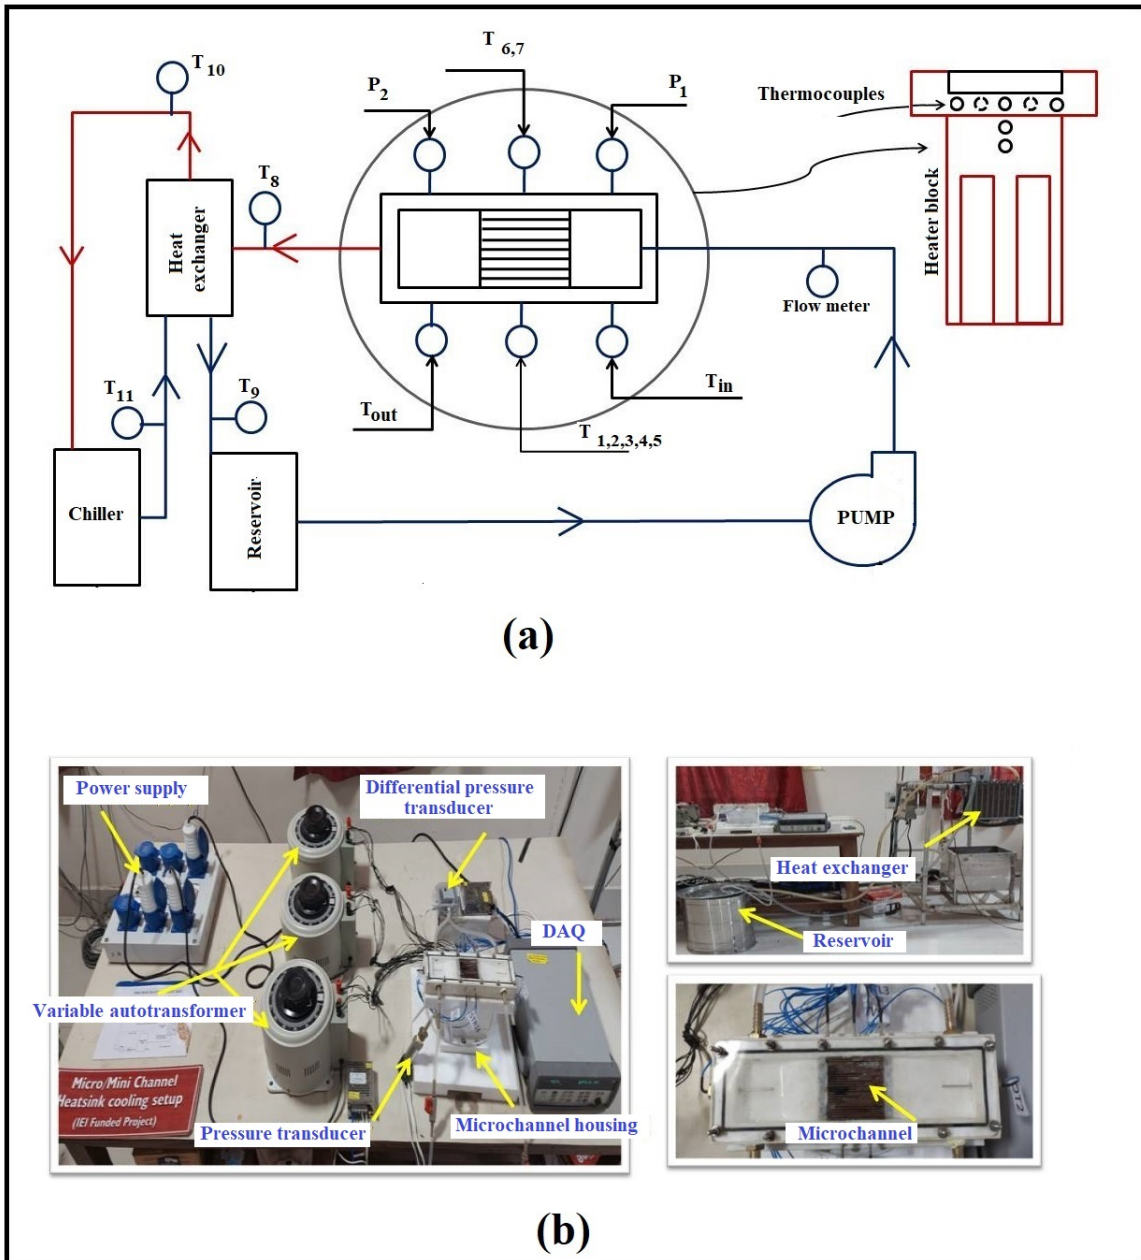 T 10
T 6,7
P2
P1
Thermocouples
T8
Heat
exchanger
Heater block
Flow meter
T11
T9
Tout
Tin
T 1,2,3,4,5
Chiller
Reservoir
PUMP
(a)
Power supply
Differential pressure
transducer
DAQ
Variable autotransformer
Pressure transducer
Microchannel housing
Micro/Mini Channel
Heatsink cooling setup
(IEI Funded Project)
Heat exchanger
Reservoir
Microchannel
PT2
(b)